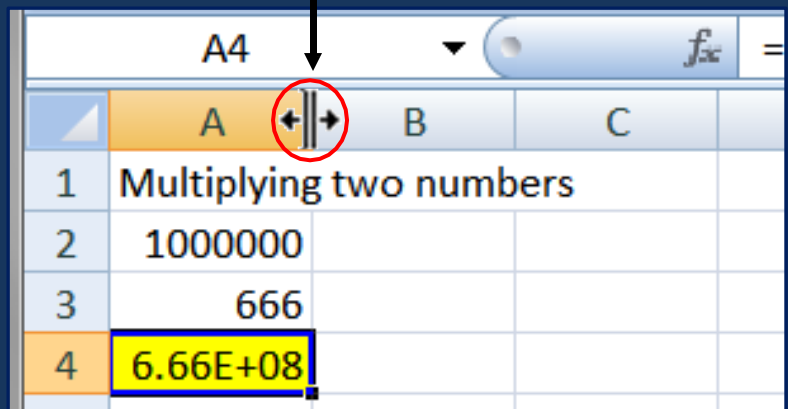 A4 fx =
A B C
1 Multiplying two numbers
2 1000000
3 666
4 6.66E+08